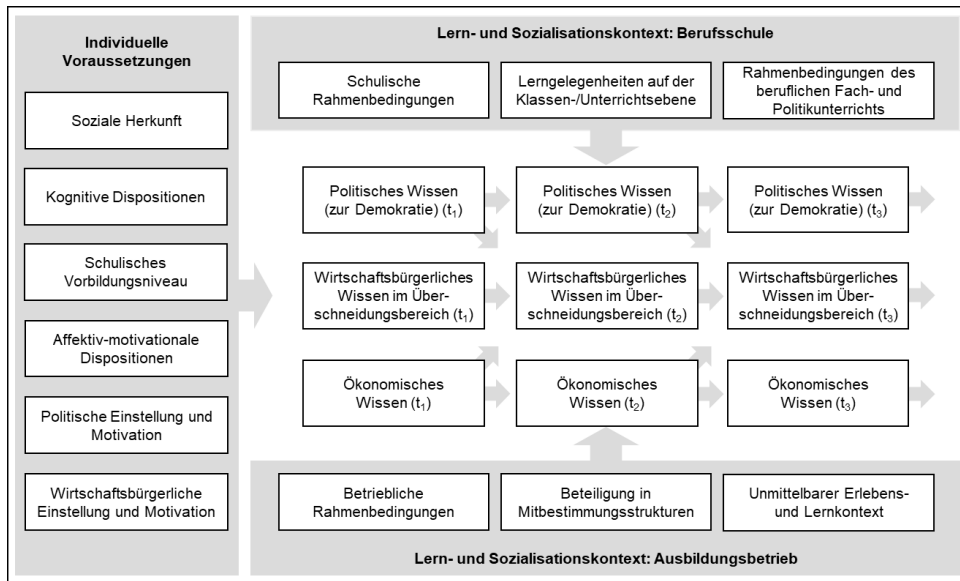 Individuelle
Voraussetzungen
Soziale Herkunft
Kognitive Dispositionen
Schulisches
Vorbildungsniveau
Affektiv-motivationale
Dispositionen
Politische Einstellung und
Motivation
Wirtschaftsbürgerliche
Einstellung und Motivation
Lern- und Sozialisationskontext: Berufsschule
Schulische
Rahmenbedingungen
Lerngelegenheiten auf der
Klassen-/Unterrichtsebene
Rahmenbedingungen des
beruflichen Fach- und
Politikunterrichts
Politisches Wissen
(zur Demokratie) (t₁)
Politisches Wissen
(zur Demokratie) (t₂)
Politisches Wissen
(zur Demokratie) (t₃)
Wirtschaftsbürgerliches
Wissen im Über-
schneidungsbereich (t₁)
Wirtschaftsbürgerliches
Wissen im Über-
schneidungsbereich (t₂)
Wirtschaftsbürgerliches
Wissen im Über-
schneidungsbereich (t₃)
Ökonomisches
Wissen (t₁)
Ökonomisches
Wissen (t₂)
Ökonomisches
Wissen (t₃)
Betriebliche
Rahmenbedingungen
Beteiligung in
Mitbestimmungsstrukturen
Unmittelbarer Erlebens-
und Lernkontext
Lern- und Sozialisationskontext: Ausbildungsbetrieb